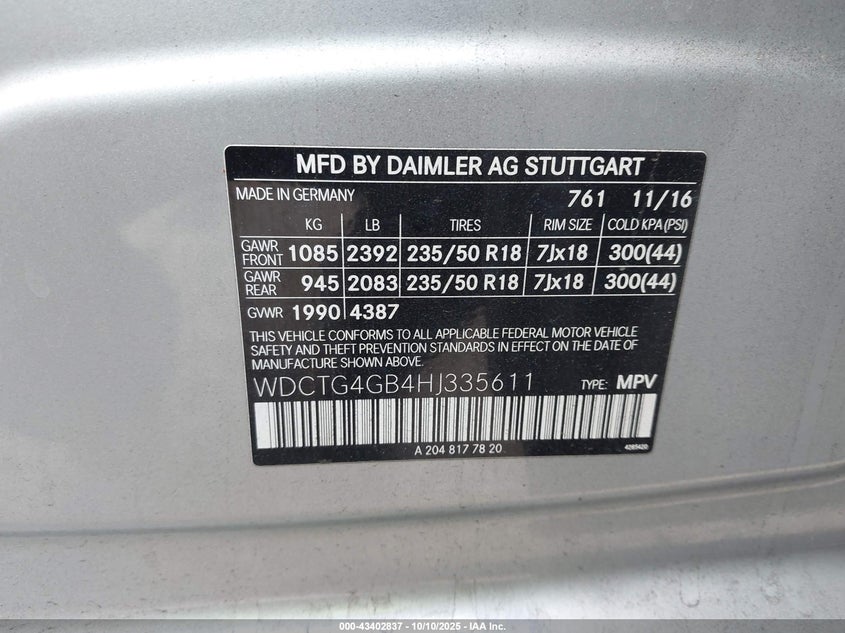 MFD BY DAIMLER AG STUTTGART
MADE IN GERMANY 761 11/16
KG LB TIRES RIM SIZE COLD KPA (PSI)
GAWR FRONT 1085 2392 235/50 R18 7Jx18 300(44)
GAWR REAR 945 2083 235/50 R18 7Jx18 300(44)
GVWR 1990 4387
THIS VEHICLE CONFORMS TO ALL APPLICABLE FEDERAL MOTOR VEHICLE
SAFETY AND THEFT PREVENTION STANDARDS IN EFFECT ON THE DATE OF
MANUFACTURE SHOWN ABOVE.
WDCTG4GB4HJ335611 TYPE: MPV
A 204 817 78 20
000-43402837 - 10/10/2025 - IAA Inc.